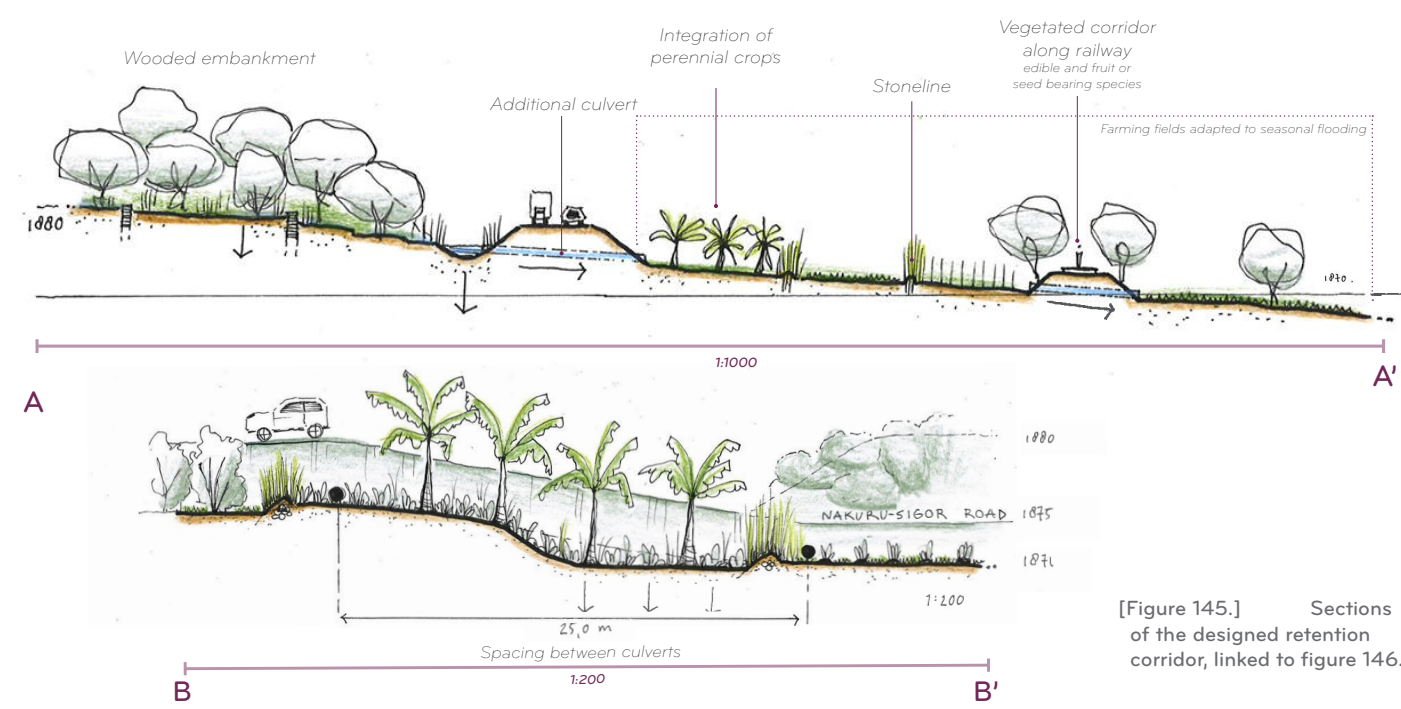 Wooded embankment
Additional culvert
Integration of
perennial crops
Stoneline
Vegetated corridor
along railway
edible and fruit or
seed bearing species
Farming fields adapted to seasonal flooding
1880
1870.
1:1000
A
A'
1880
NAKURU-SIGOR ROAD 1875
1871
1:200
25,0 m
Spacing between culverts
1:200
B
B'
[Figure 145.] Sections
of the designed retention
corridor, linked to figure 146.